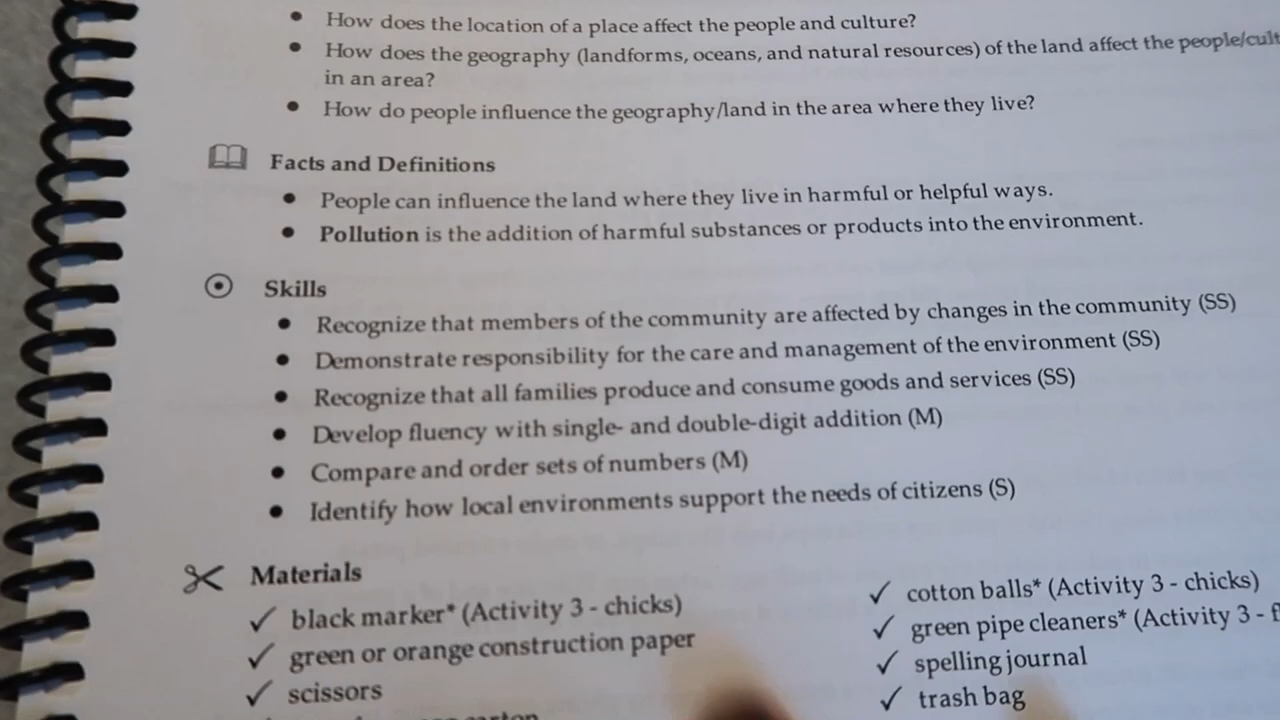 • How does the location of a place affect the people and culture?
• How does the geography (landforms, oceans, and natural resources) of the land affect the people/cult
in an area?
• How do people influence the geography/land in the area where they live?
Facts and Definitions
• People can influence the land where they live in harmful or helpful ways.
• Pollution is the addition of harmful substances or products into the environment.
Skills
• Recognize that members of the community are affected by changes in the community (SS)
• Demonstrate responsibility for the care and management of the environment (SS)
• Recognize that all families produce and consume goods and services (SS)
• Develop fluency with single- and double-digit addition (M)
• Compare and order sets of numbers (M)
• Identify how local environments support the needs of citizens (S)
Materials
✓ black marker* (Activity 3 - chicks)
✓ green or orange construction paper
✓ scissors
✓ cotton balls* (Activity 3 - chicks)
✓ green pipe cleaners* (Activity 3 - f
✓ spelling journal
✓ trash bag